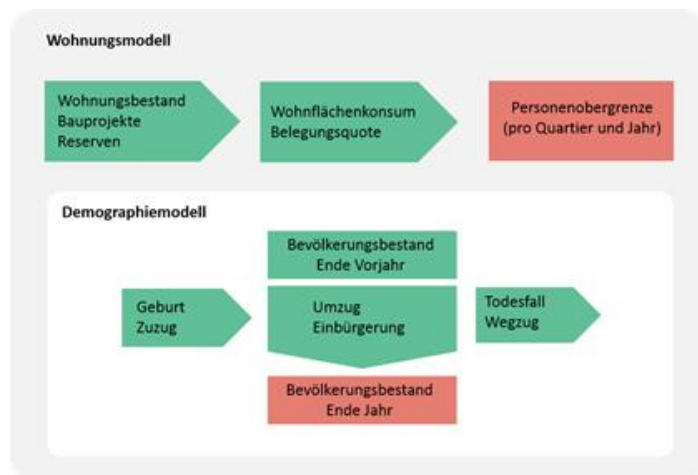 Wohnungsmodell
Wohnungsbestand
Bauprojekte
Reserven
Wohnflächenkonsum
Belegungsquote
Personenobergrenze
(pro Quartier und Jahr)
Demographiemodell
Bevölkerungsbestand
Ende Vorjahr
Geburt
Zuzug
Umzug
Einbürgerung
Todesfall
Wegzug
Bevölkerungsbestand
Ende Jahr